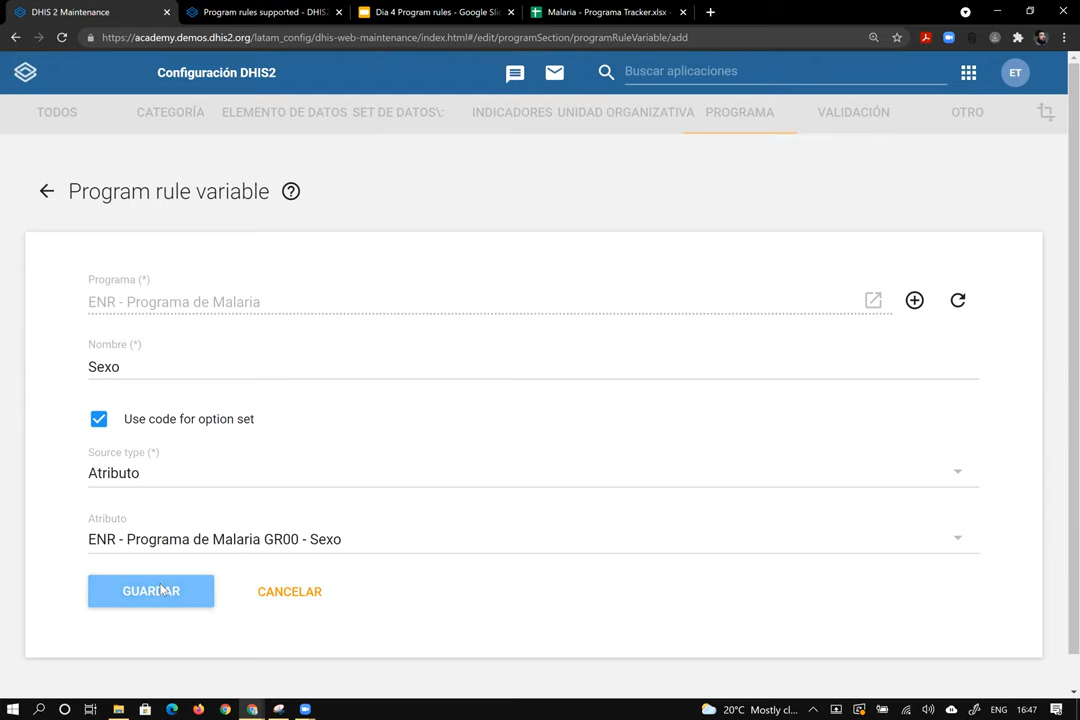 DHIS 2 Maintenance
Program rules supported - DHIS
Dia 4 Program rules - Google Slid
Malaria - Programa Tracker.xlsx -
https://academy.demos.dhis2.org/latam_config/dhis-web-maintenance/index.html#/edit/programSection/programRuleVariable/add
Configuración DHIS2
Buscar aplicaciones
ET
TODOS
CATEGORÍA
ELEMENTO DE DATOS
SET DE DATOS\:
INDICADORES
UNIDAD ORGANIZATIVA
PROGRAMA
VALIDACIÓN
OTRO
Program rule variable
Programa (*)
ENR - Programa de Malaria
Nombre (*)
Sexo
Use code for option set
Source type (*)
Atributo
Atributo
ENR - Programa de Malaria GR00 - Sexo
GUARDAR
CANCELAR
20°C Mostly cl...
ENG
16:47